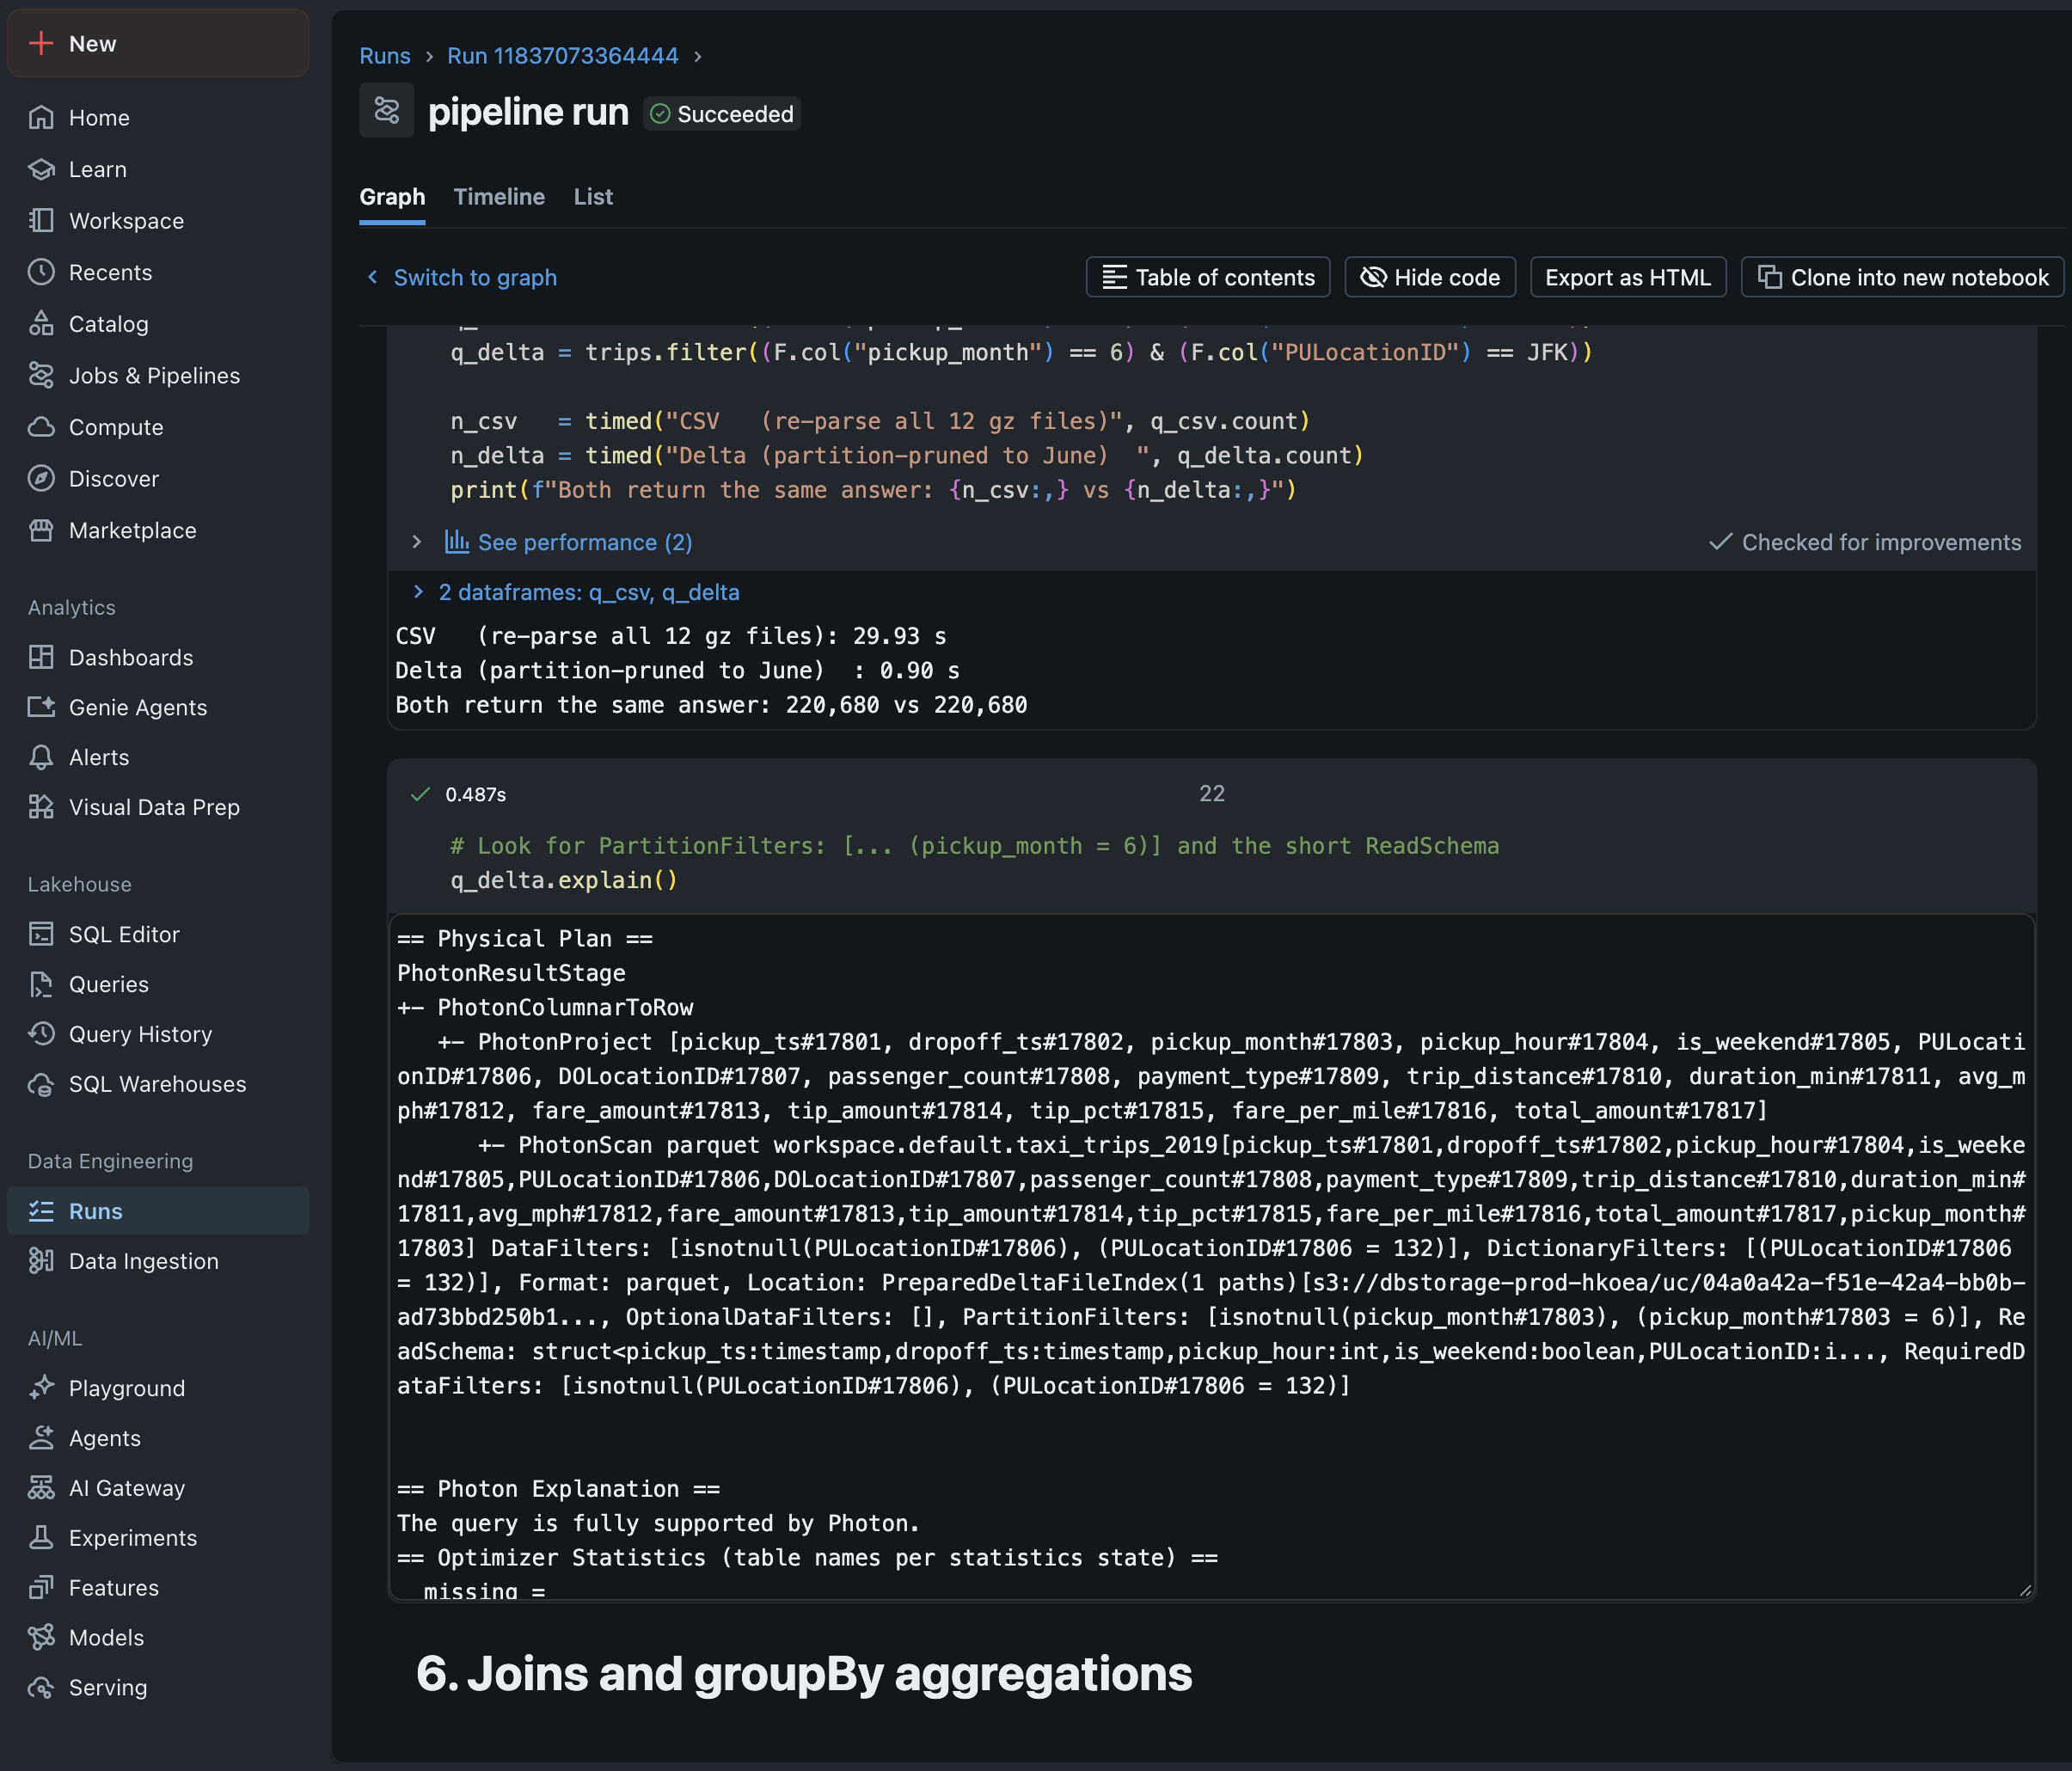 New
Home
Learn
Workspace
Recents
Catalog
Jobs & Pipelines
Compute
Discover
Marketplace
Analytics
Dashboards
Genie Agents
Alerts
Visual Data Prep
Lakehouse
SQL Editor
Queries
Query History
SQL Warehouses
Data Engineering
Runs
Data Ingestion
AI/ML
Playground
Agents
AI Gateway
Experiments
Features
Models
Serving
Runs > Run 11837073364444 >
pipeline run Succeeded
Graph Timeline List
Switch to graph Table of contents Hide code Export as HTML Clone into new notebook
q_delta = trips.filter((F.col("pickup_month") == 6) & (F.col("PULocationID") == JFK))
n_csv   = timed("CSV   (re-parse all 12 gz files)", q_csv.count)
n_delta = timed("Delta (partition-pruned to June)  ", q_delta.count)
print(f"Both return the same answer: {n_csv:,} vs {n_delta:,}")
See performance (2) Checked for improvements
2 dataframes: q_csv, q_delta
CSV   (re-parse all 12 gz files): 29.93 s
Delta (partition-pruned to June)  : 0.90 s
Both return the same answer: 220,680 vs 220,680
0.487s 22
# Look for PartitionFilters: [... (pickup_month = 6)] and the short ReadSchema
q_delta.explain()
== Physical Plan ==
PhotonResultStage
+- PhotonColumnarToRow
   +- PhotonProject [pickup_ts#17801, dropoff_ts#17802, pickup_month#17803, pickup_hour#17804, is_weekend#17805, PULocati
onID#17806, DOLocationID#17807, passenger_count#17808, payment_type#17809, trip_distance#17810, duration_min#17811, avg_m
ph#17812, fare_amount#17813, tip_amount#17814, tip_pct#17815, fare_per_mile#17816, total_amount#17817]
      +- PhotonScan parquet workspace.default.taxi_trips_2019[pickup_ts#17801,dropoff_ts#17802,pickup_hour#17804,is_weeke
nd#17805,PULocationID#17806,DOLocationID#17807,passenger_count#17808,payment_type#17809,trip_distance#17810,duration_min#
17811,avg_mph#17812,fare_amount#17813,tip_amount#17814,tip_pct#17815,fare_per_mile#17816,total_amount#17817,pickup_month#
17803] DataFilters: [isnotnull(PULocationID#17806), (PULocationID#17806 = 132)], DictionaryFilters: [(PULocationID#17806
= 132)], Format: parquet, Location: PreparedDeltaFileIndex(1 paths)[s3://dbstorage-prod-hkoea/uc/04a0a42a-f51e-42a4-bb0b-
ad73bbd250b1..., OptionalDataFilters: [], PartitionFilters: [isnotnull(pickup_month#17803), (pickup_month#17803 = 6)], Re
adSchema: struct<pickup_ts:timestamp,dropoff_ts:timestamp,pickup_hour:int,is_weekend:boolean,PULocationID:i..., RequiredD
ataFilters: [isnotnull(PULocationID#17806), (PULocationID#17806 = 132)]
== Photon Explanation ==
The query is fully supported by Photon.
== Optimizer Statistics (table names per statistics state) ==
  missing =
6. Joins and groupBy aggregations